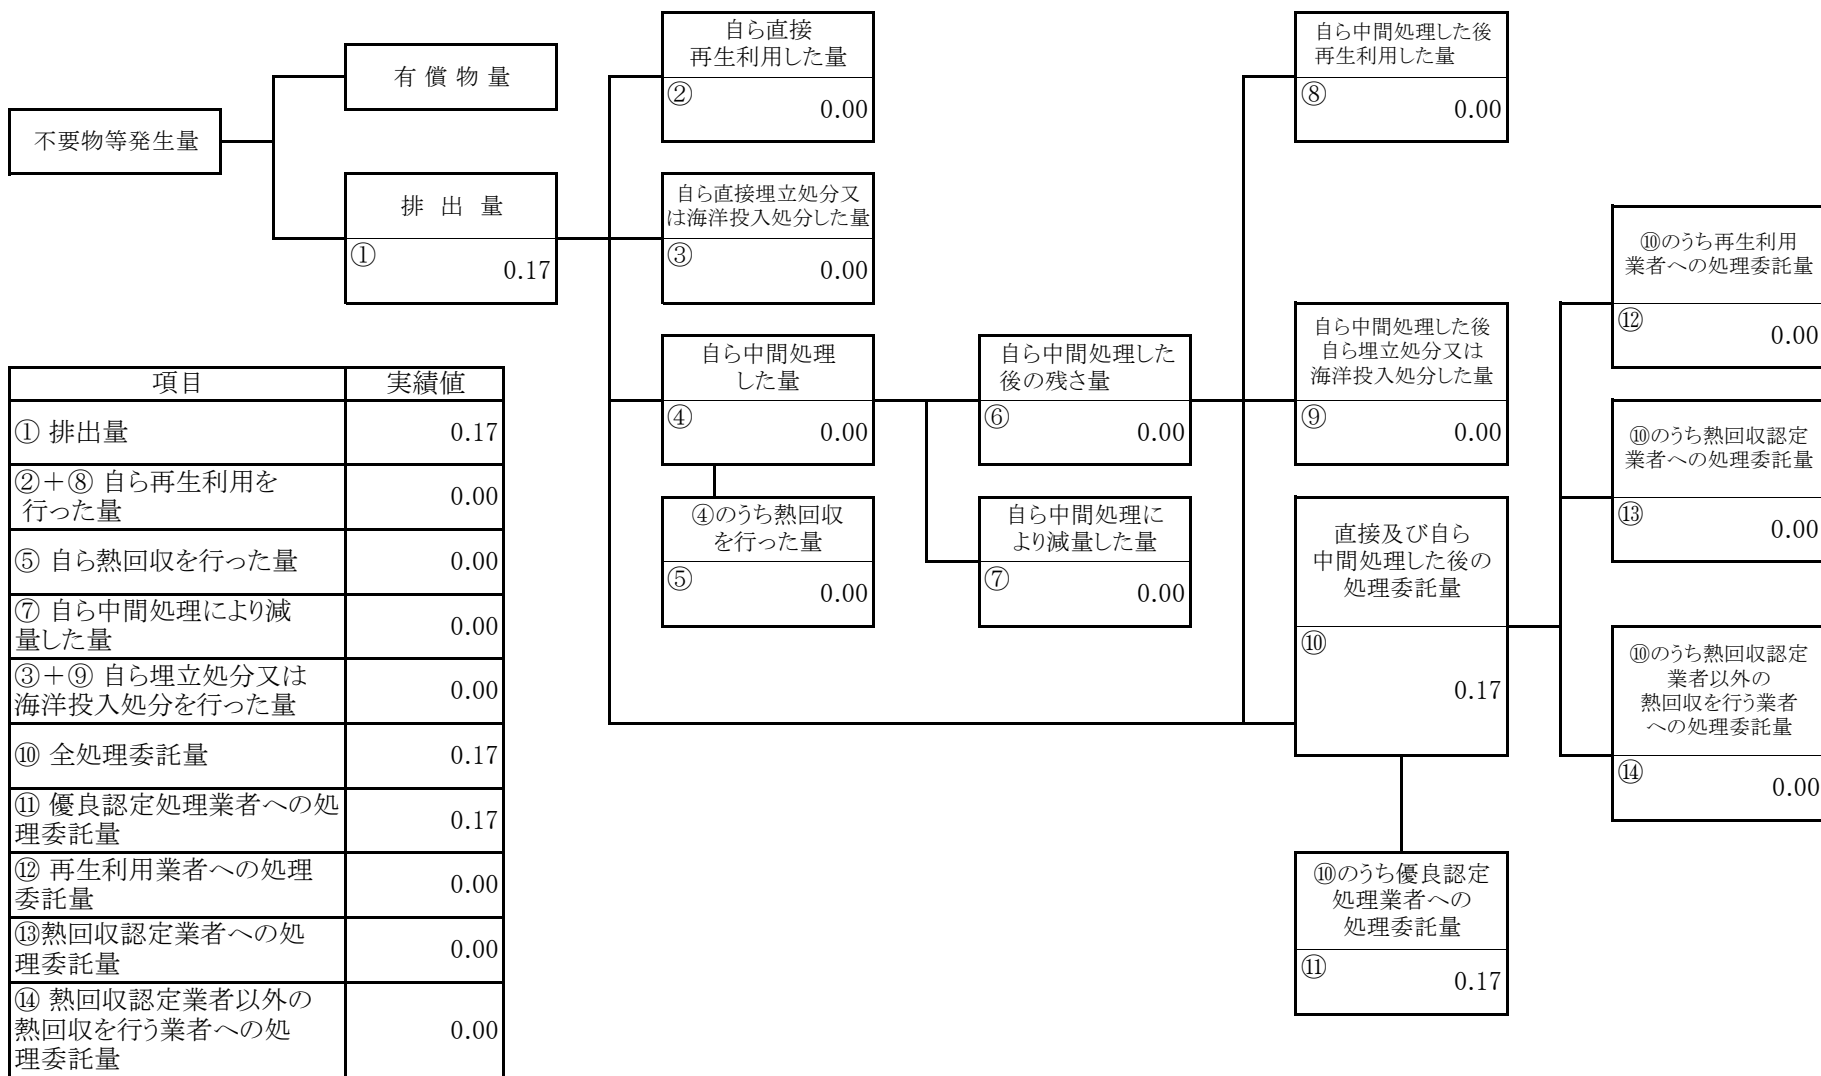 不要物等発生量
有 償 物 量
排 出 量
①
0.17
自ら直接
再生利用した量
②
0.00
自ら直接埋立処分又
は海洋投入処分した量
③
0.00
自ら中間処理
した量
④
0.00
④のうち熱回収
を行った量
⑤
0.00
自ら中間処理した
後の残さ量
⑥
0.00
自ら中間処理に
より減量した量
⑦
0.00
自ら中間処理した後
再生利用した量
⑧
0.00
自ら中間処理した後
自ら埋立処分又は
海洋投入処分した量
⑨
0.00
直接及び自ら
中間処理した後の
処理委託量
⑩
0.17
⑩のうち優良認定
処理業者への
処理委託量
⑪
0.17
⑩のうち再生利用
業者への処理委託量
⑫
0.00
⑩のうち熱回収認定
業者への処理委託量
⑬
0.00
⑩のうち熱回収認定
業者以外の
熱回収を行う業者
への処理委託量
⑭
0.00
項目 実績値
① 排出量 0.17
②+⑧ 自ら再生利用を
行った量 0.00
⑤ 自ら熱回収を行った量 0.00
⑦ 自ら中間処理により減
量した量 0.00
③+⑨ 自ら埋立処分又は
海洋投入処分を行った量 0.00
⑩ 全処理委託量 0.17
⑪ 優良認定処理業者への処
理委託量 0.17
⑫ 再生利用業者への処理
委託量 0.00
⑬熱回収認定業者への処
理委託量 0.00
⑭ 熱回収認定業者以外の
熱回収を行う業者への処
理委託量 0.00